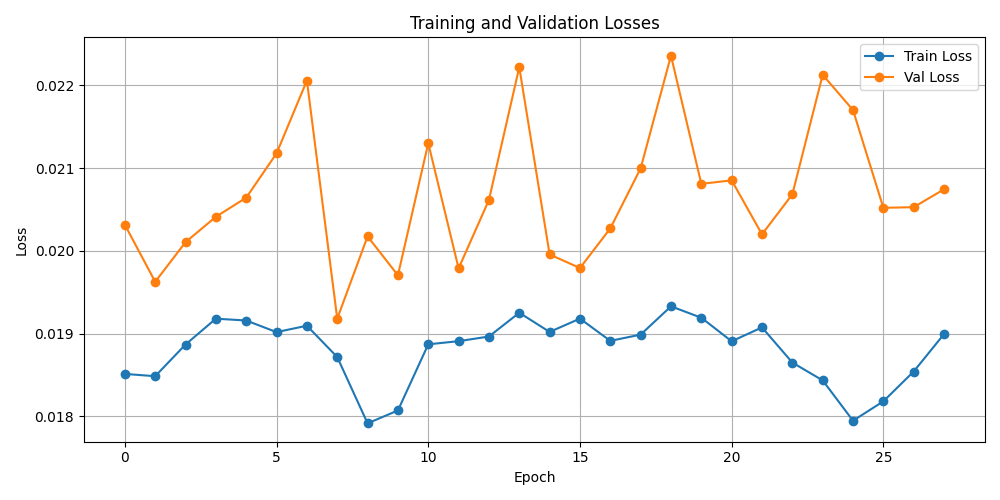 Training and Validation Losses
Train Loss
Val Loss
Loss
0.022
0.021
0.020
0.019
0.018
0 5 10 15 20 25
Epoch